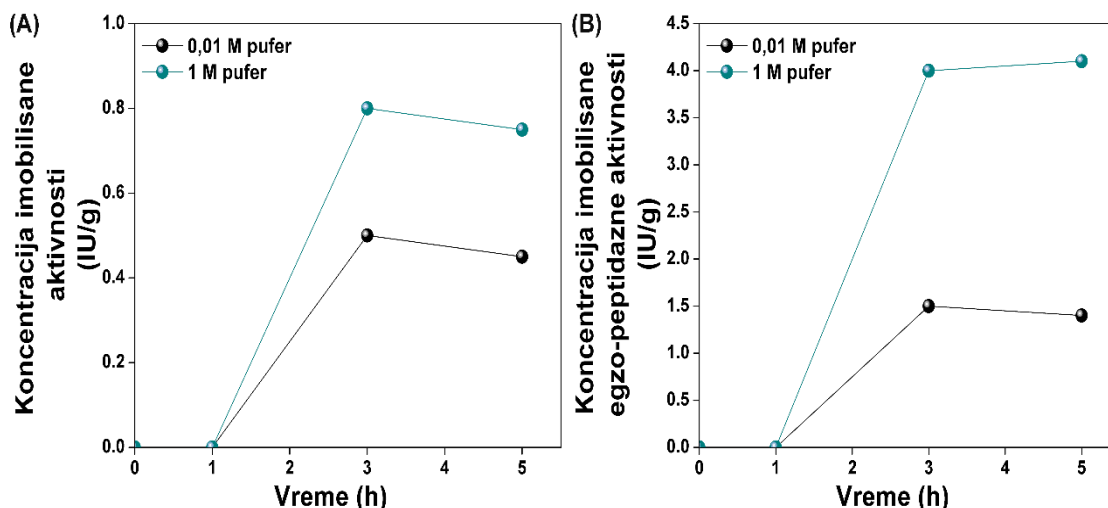 (A)
1.0
0.8
0.6
0.4
0.2
0.0
0
1
2
3
4
5
Koncentracija imobilisane
aktivnosti
(IU/g)
Vreme (h)
0,01 M pufer
1 M pufer
(B)
4.5
4.0
3.5
3.0
2.5
2.0
1.5
1.0
0.5
0.0
0
1
2
3
4
5
Koncentracija imobilisane
egzo-peptidazne aktivnosti
(IU/g)
Vreme (h)
0,01 M pufer
1 M pufer